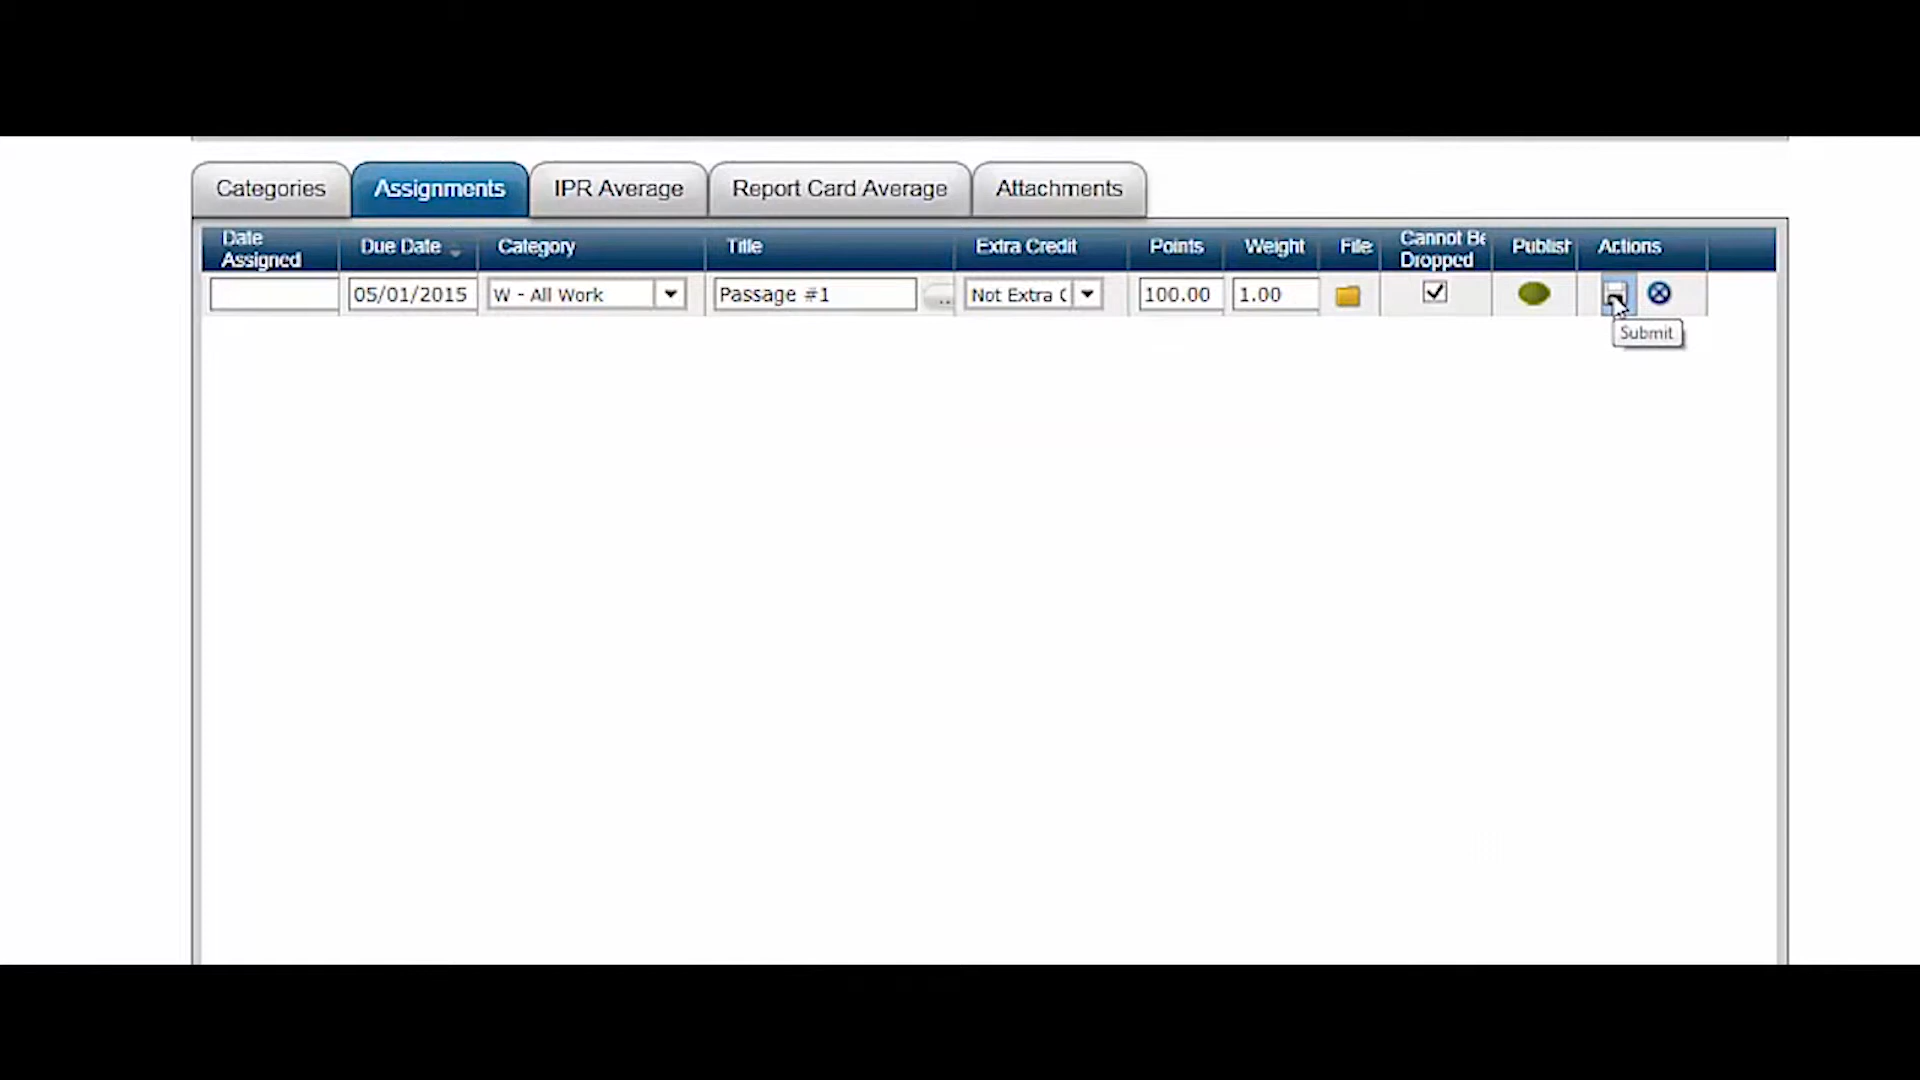 Categories Assignments IPR Average Report Card Average Attachments
Date Assigned Due Date Category Title Extra Credit Points Weight File Cannot Be Dropped Publish Actions
05/01/2015 W - All Work Passage #1 ... Not Extra C 100.00 1.00
Submit